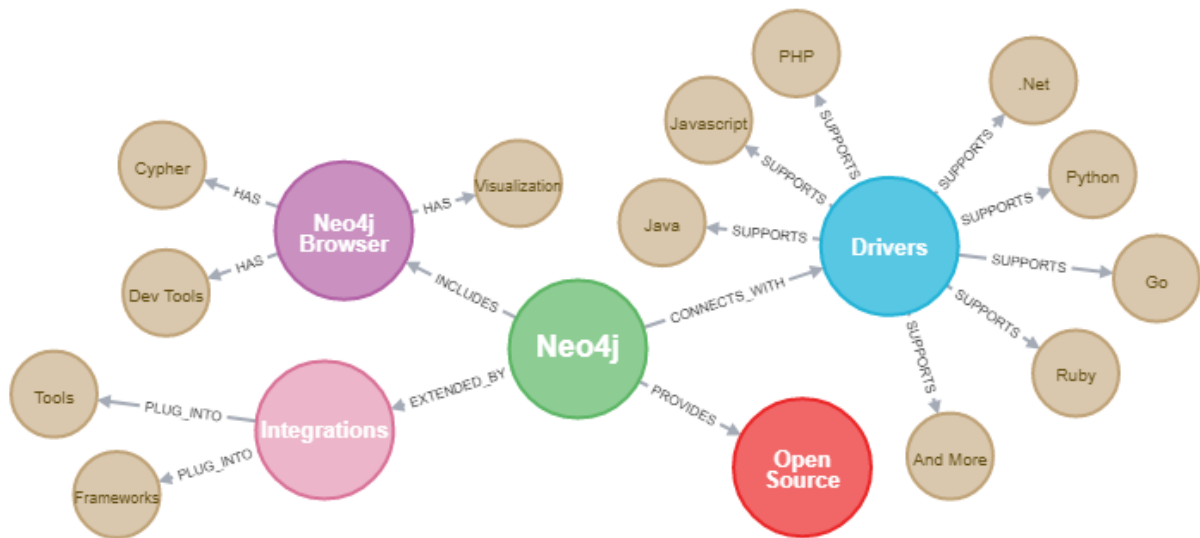 PHP
.Net
Javascript
SUPPORTS
SUPPORTS
Cypher
HAS
Visualization
HAS
SUPPORTS
Python
SUPPORTS
Neo4j
Browser
Java
SUPPORTS
Drivers
SUPPORTS
Dev Tools
HAS
INCLUDES
CONNECTS_WITH
Go
SUPPORTS
Neo4j
SUPPORTS
Ruby
Tools
PLUG_INTO
EXTENDED_BY
PROVIDES
Integrations
Open
Source
And More
Frameworks
PLUG_INTO